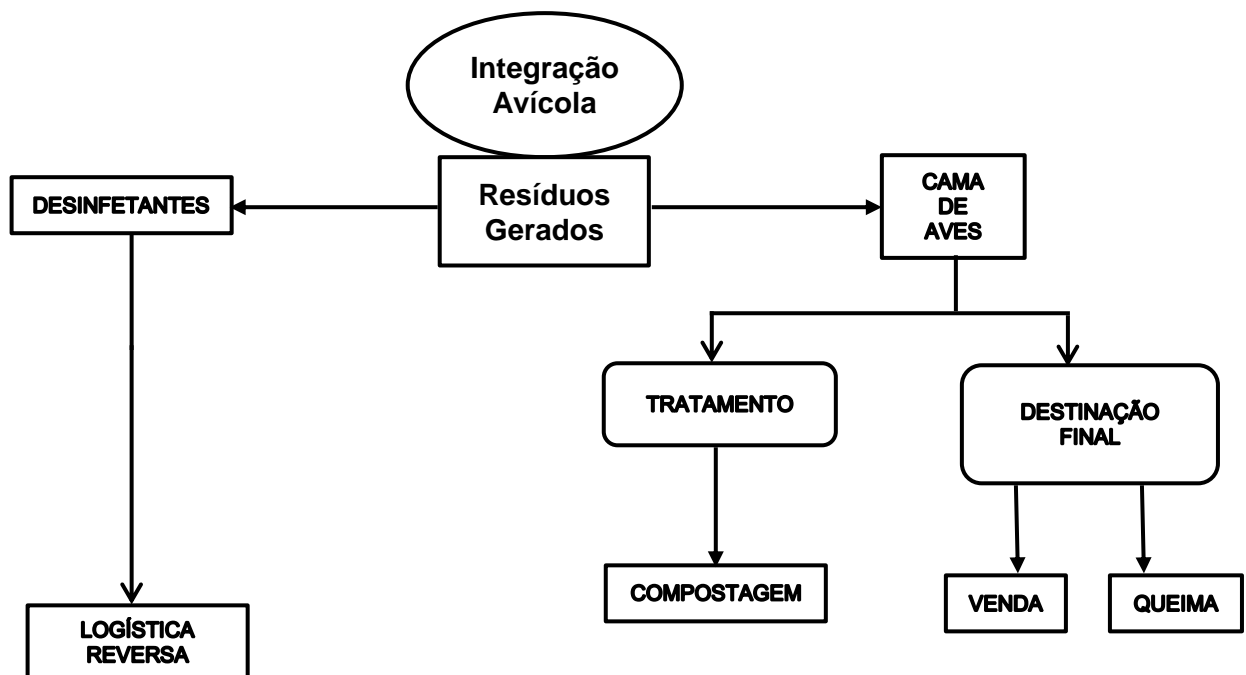 Integração
Avícola
Resíduos
Gerados
DESINFETANTES
CAMA
DE
AVES
TRATAMENTO
DESTINAÇÃO
FINAL
COMPOSTAGEM
VENDA
QUEIMA
LOGÍSTICA
REVERSA